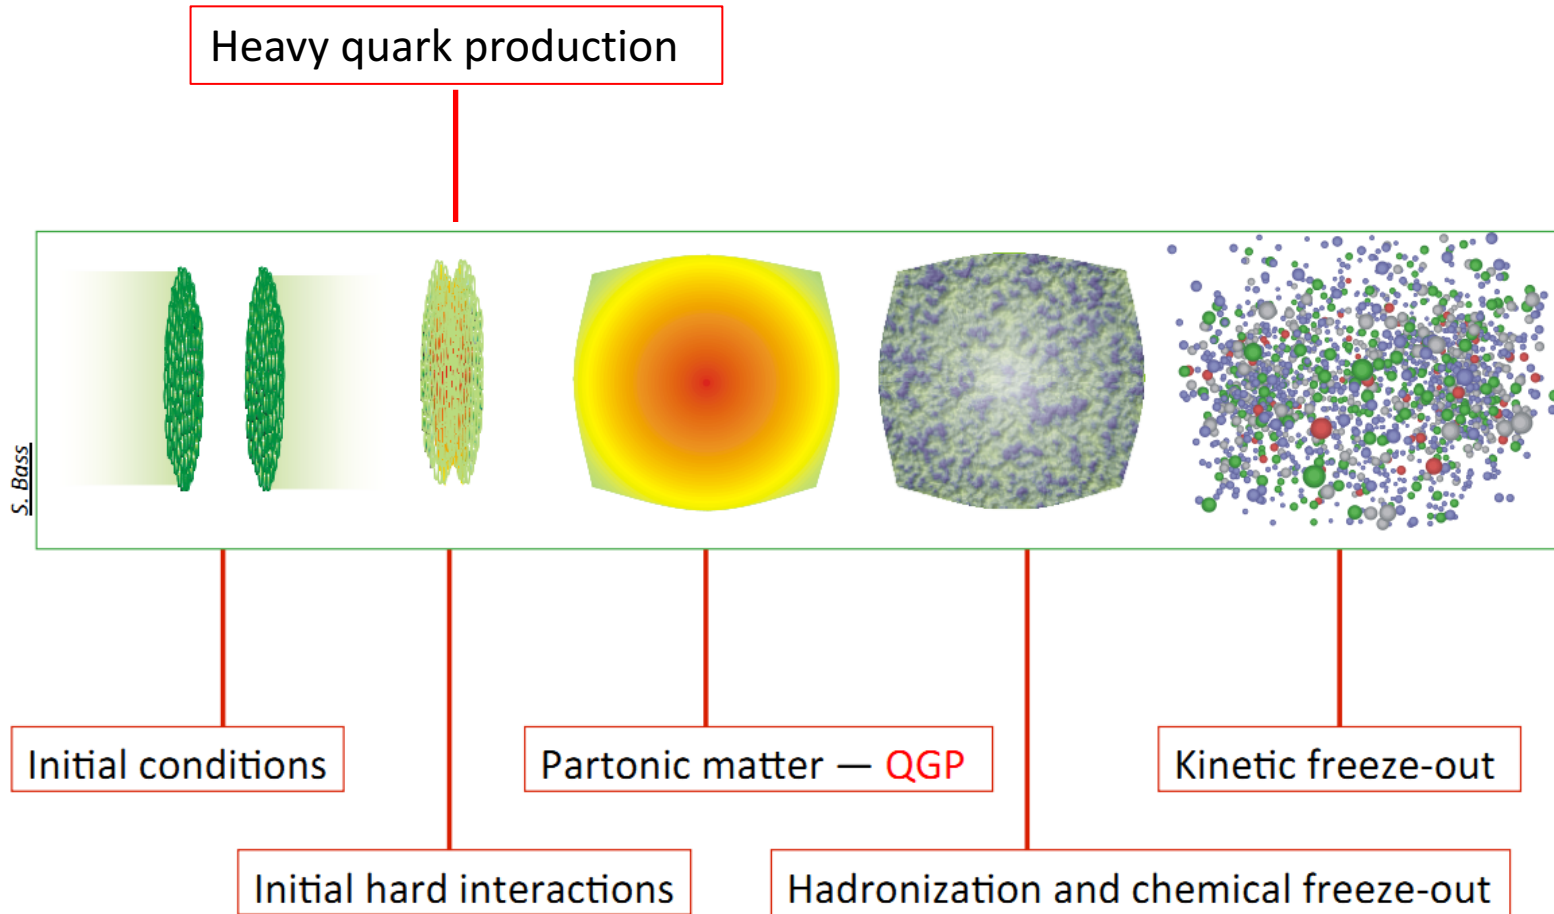 Heavy quark production
S. Bass
Initial conditions
Partonic matter — QGP
Kinetic freeze-out
Initial hard interactions
Hadronization and chemical freeze-out